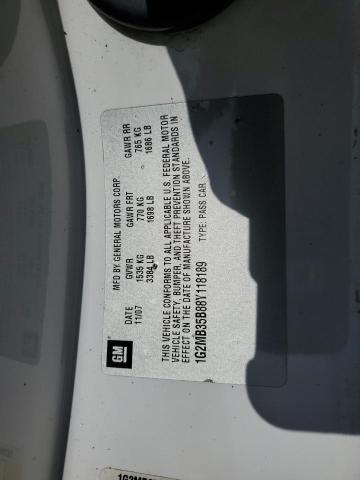 GM
MFD BY GENERAL MOTORS CORP.
DATE GVWR GAWR FRT GAWR RR
11/07 1535 KG 770 KG 765 KG
3384 LB 1698 LB 1686 LB
THIS VEHICLE CONFORMS TO ALL APPLICABLE U.S. FEDERAL MOTOR
VEHICLE SAFETY, BUMPER, AND THEFT PREVENTION STANDARDS IN
EFFECT ON THE DATE OF MANUFACTURE SHOWN ABOVE.
1G2MB35B88Y118189 TYPE: PASS CAR